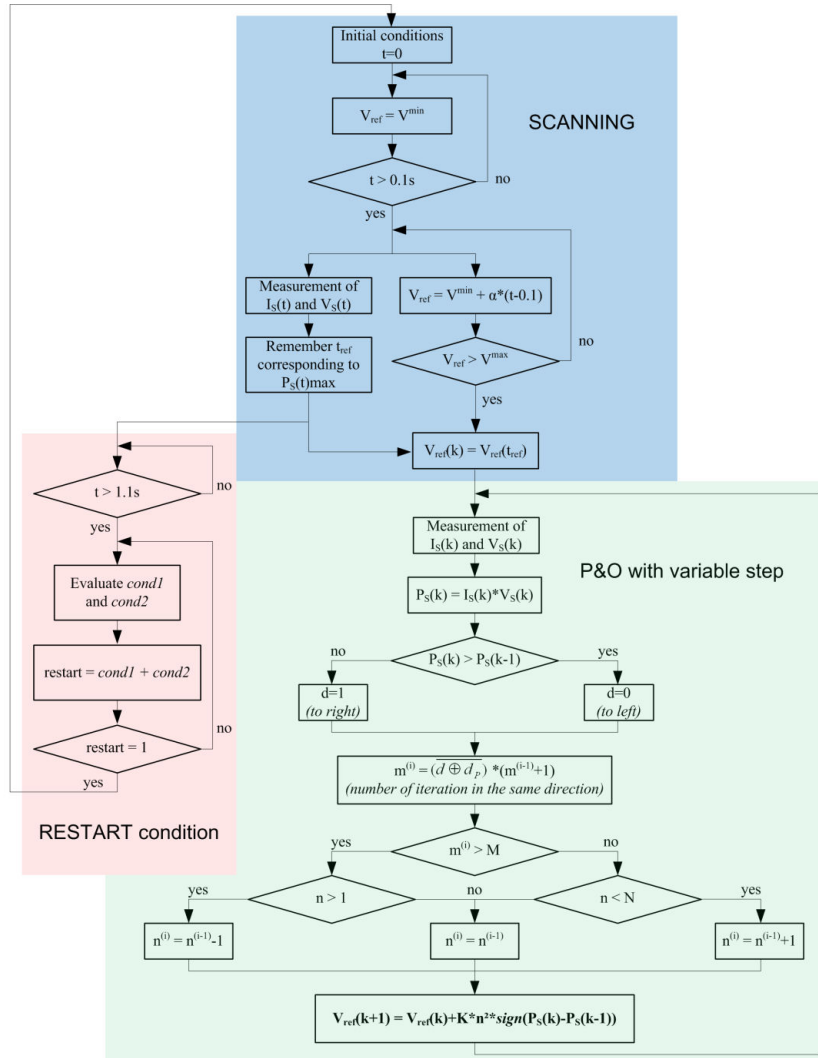 Initial conditions
t=0
V_ref = V^min
SCANNING
t > 0.1s
no
yes
Measurement of
I_S(t) and V_S(t)
V_ref = V^min + α*(t-0.1)
Remember t_ref
corresponding to
P_S(t)max
V_ref > V^max
no
yes
V_ref(k) = V_ref(t_ref)
t > 1.1s
no
yes
Evaluate cond1
and cond2
restart = cond1 + cond2
no
restart = 1
yes
RESTART condition
Measurement of
I_S(k) and V_S(k)
P&O with variable step
P_S(k) = I_S(k)*V_S(k)
no
P_S(k) > P_S(k-1)
yes
d=1
(to right)
d=0
(to left)
m^(i) = (\overline{d ⊕ d_P}) *(m^(i-1)+1)
(number of iteration in the same direction)
yes
m^(i) > M
no
yes
n > 1
no
n < N
yes
n^(i) = n^(i-1)-1
n^(i) = n^(i-1)
n^(i) = n^(i-1)+1
V_ref(k+1) = V_ref(k)+K*n²*sign(P_S(k)-P_S(k-1))